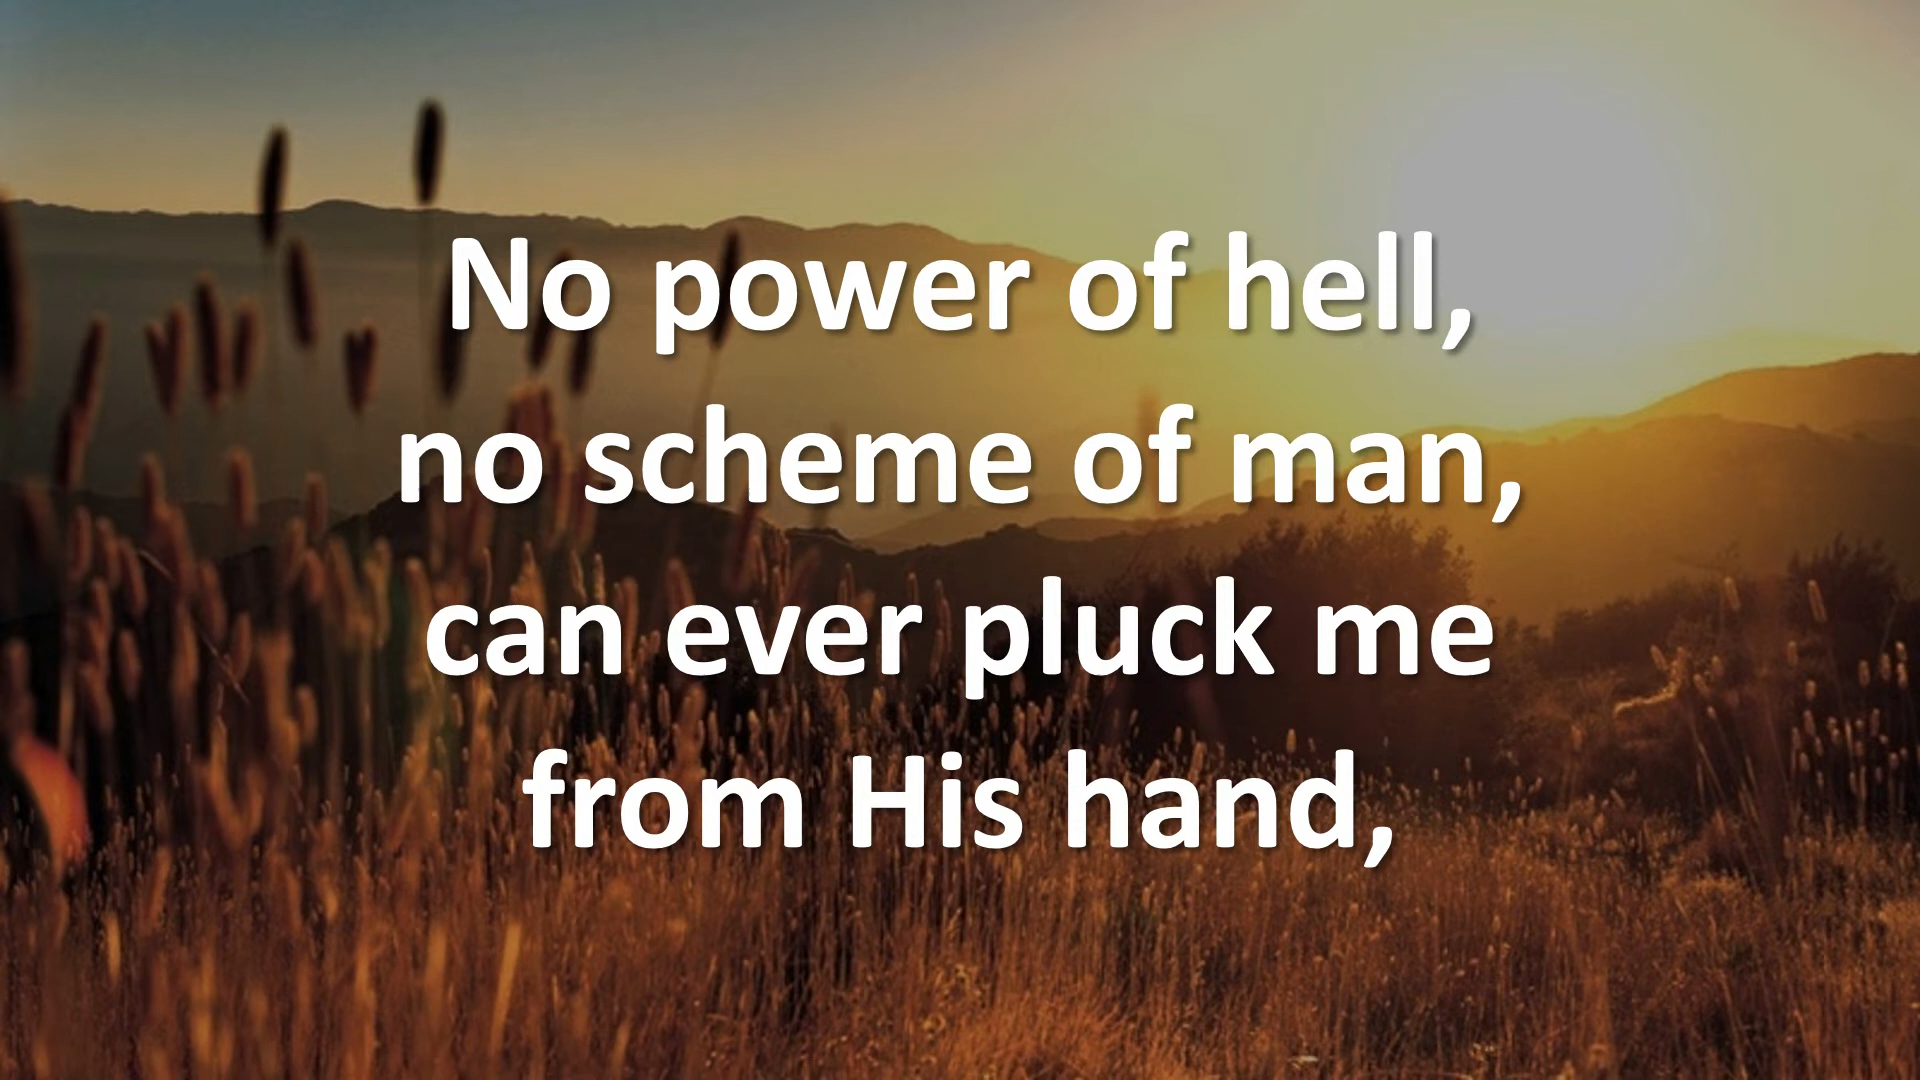 No power of hell,
no scheme of man,
can ever pluck me
from His hand,